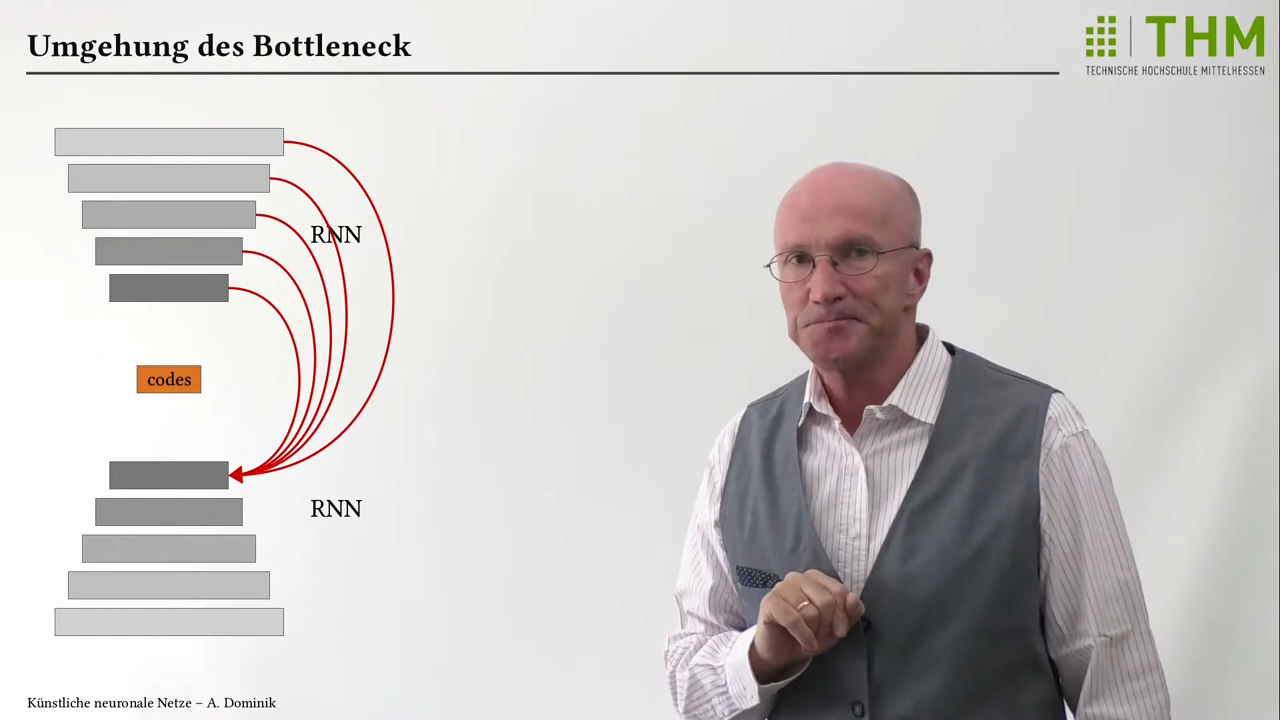 Umgehung des Bottleneck
THM
TECHNISCHE HOCHSCHULE MITTELHESSEN
RNN
codes
RNN
Künstliche neuronale Netze – A. Dominik